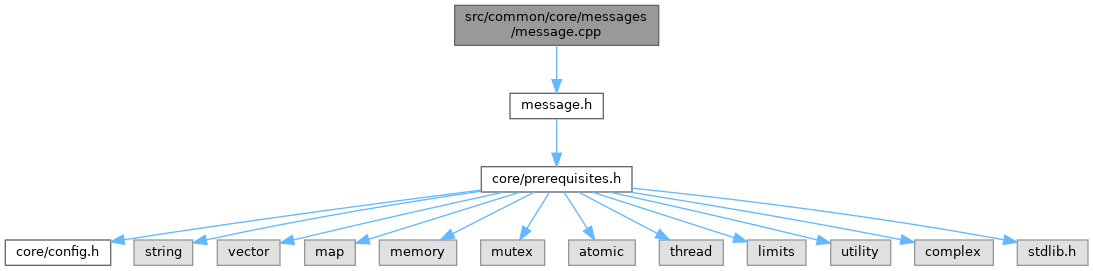 src/common/core/messages
/message.cpp
message.h
core/prerequisites.h
core/config.h
string
vector
map
memory
mutex
atomic
thread
limits
utility
complex
stdlib.h